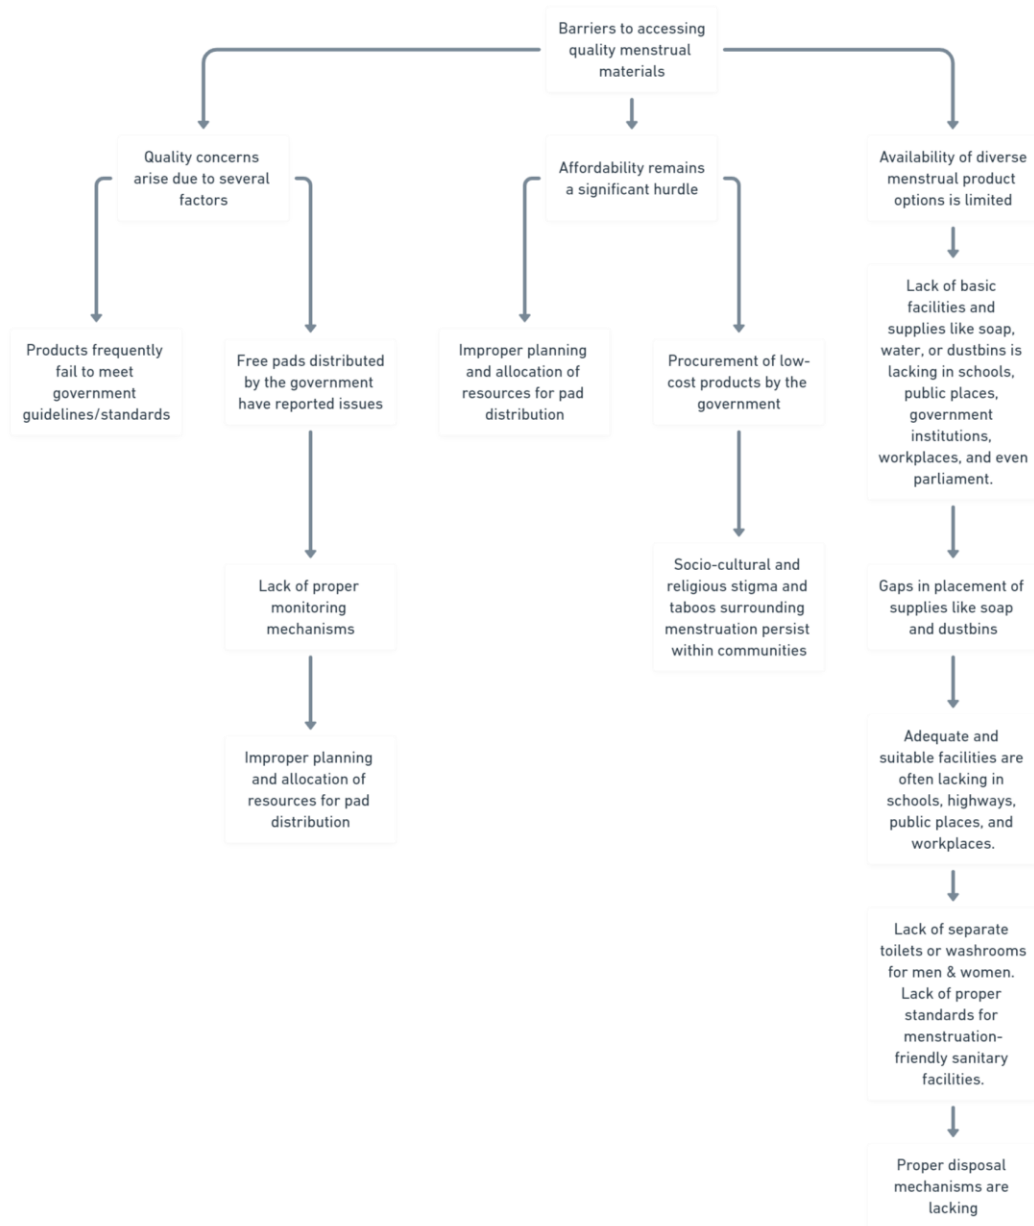 Barriers to accessing
quality menstrual
materials
Quality concerns
arise due to several
factors
Affordability remains
a significant hurdle
Availability of diverse
menstrual product
options is limited
Products frequently
fail to meet
government
guidelines/standards
Free pads distributed
by the government
have reported issues
Improper planning
and allocation of
resources for pad
distribution
Procurement of low-
cost products by the
government
Lack of basic
facilities and
supplies like soap,
water, or dustbins is
lacking in schools,
public places,
government
institutions,
workplaces, and even
parliament.
Lack of proper
monitoring
mechanisms
Socio-cultural and
religious stigma and
taboos surrounding
menstruation persist
within communities
Gaps in placement of
supplies like soap
and dustbins
Improper planning
and allocation of
resources for pad
distribution
Adequate and
suitable facilities are
often lacking in
schools, highways,
public places, and
workplaces.
Lack of separate
toilets or washrooms
for men & women.
Lack of proper
standards for
menstruation-
friendly sanitary
facilities.
Proper disposal
mechanisms are
lacking